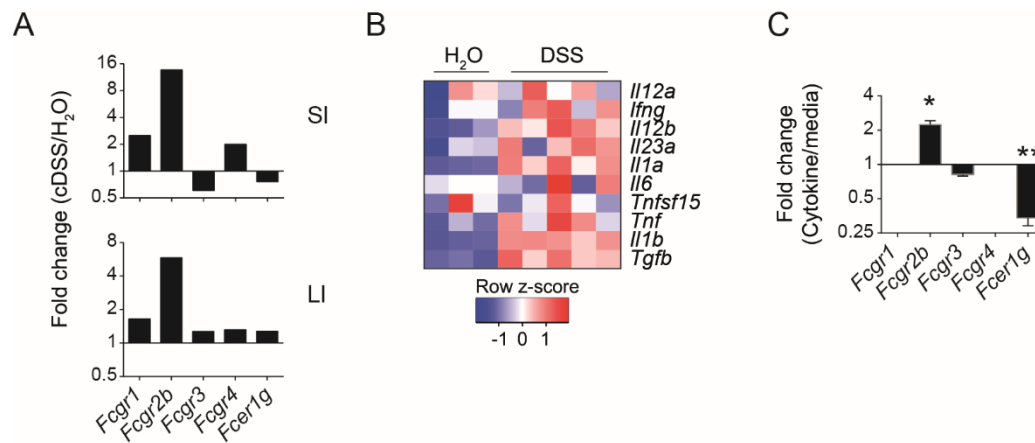 A
Fold change (cDSS/H₂O)
16
8
4
2
1
0.5
SI
8
4
2
1
0.5
LI
Fcgr1
Fcgr2b
Fcgr3
Fcgr4
Fcer1g
B
H₂O DSS
Il12a
Ifng
Il12b
Il23a
Il1a
Il6
Tnfsf15
Tnf
Il1b
Tgfb
Row z-score
-1 0 1
C
Fold change
(Cytokine/media)
4
2
1
0.5
0.25
*
**
Fcgr1
Fcgr2b
Fcgr3
Fcgr4
Fcer1g